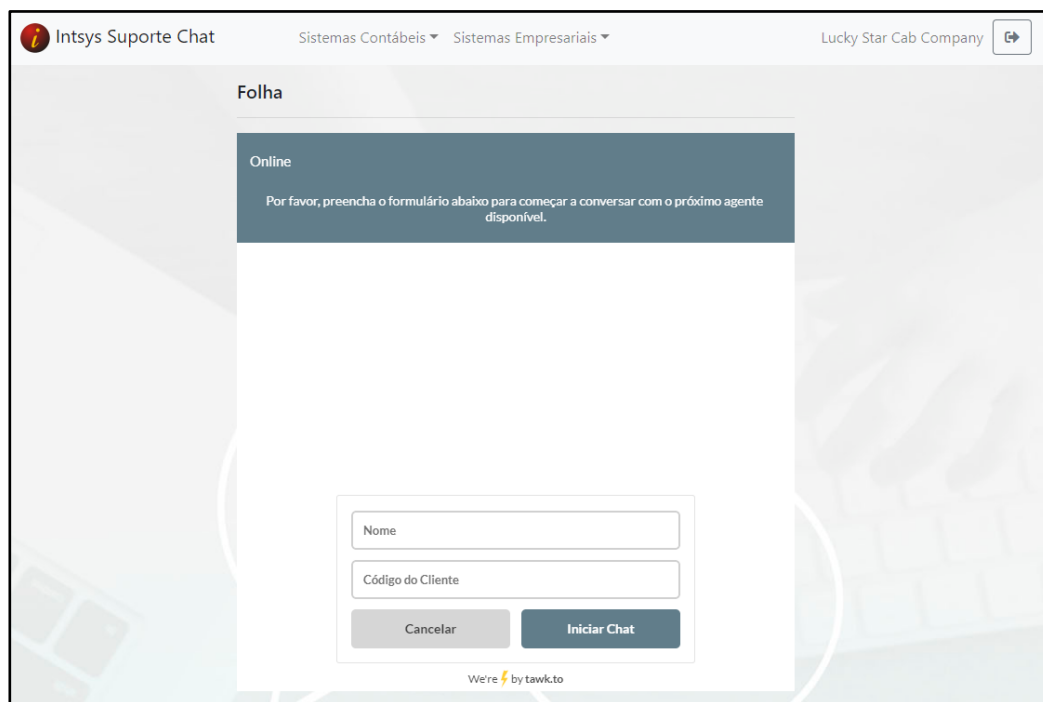 Intsys Suporte Chat
Sistemas Contábeis Sistemas Empresariais
Lucky Star Cab Company
Folha
Online
Por favor, preencha o formulário abaixo para começar a conversar com o próximo agente
disponível.
Nome
Código do Cliente
Cancelar Iniciar Chat
We're by tawk.to